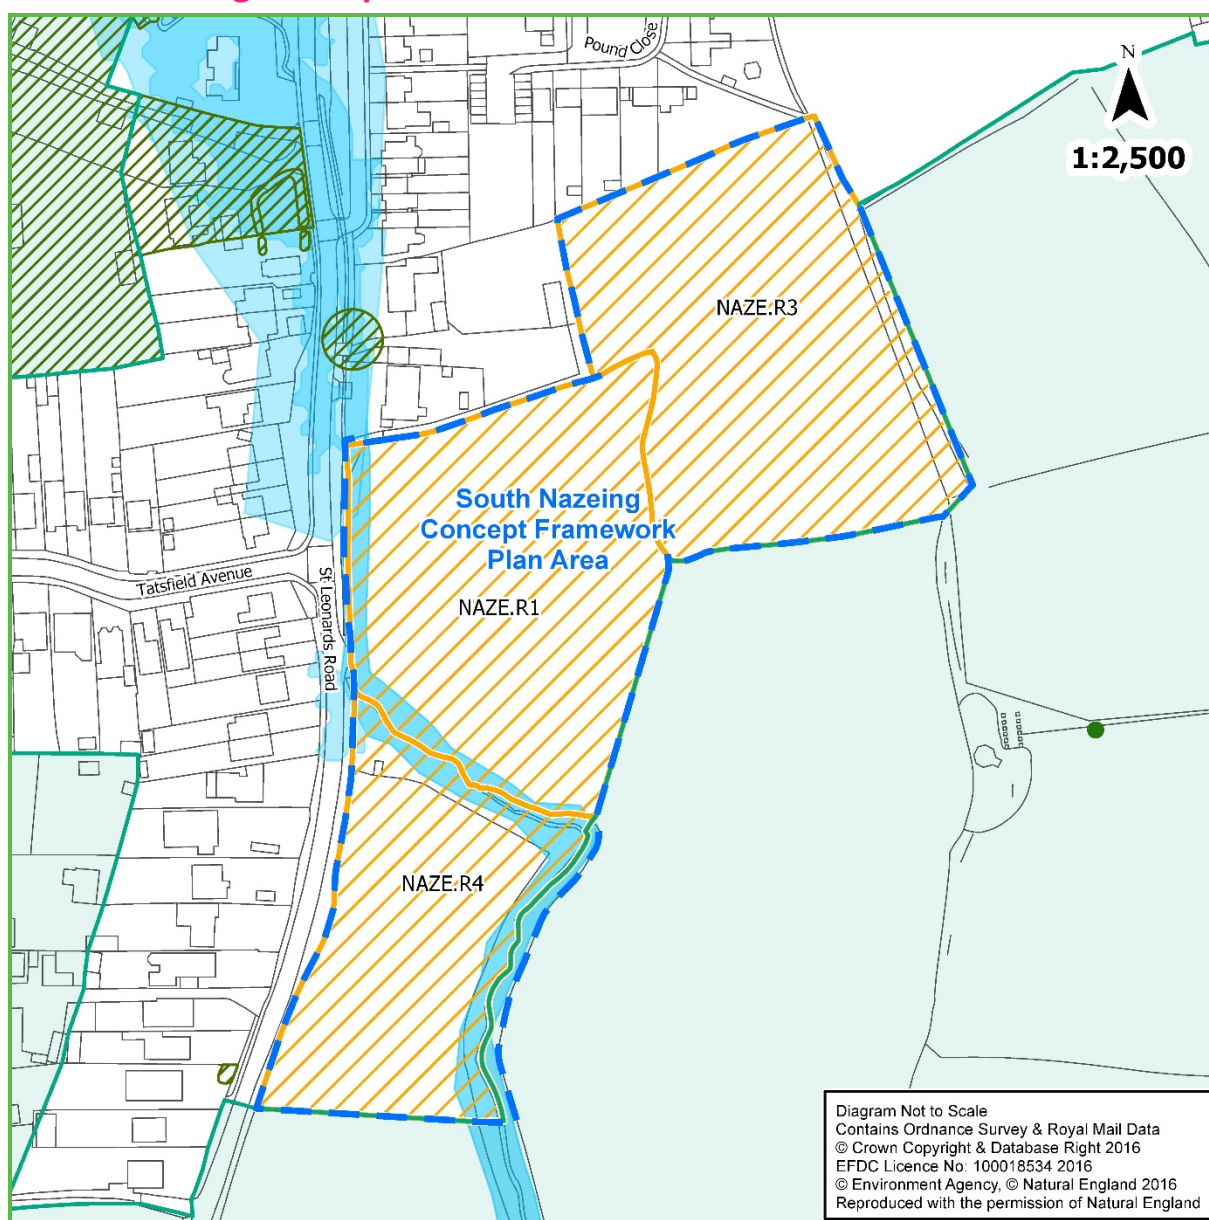 Pound Close
N
1:2,500
NAZE.R3
South Nazeing
Concept Framework
Plan Area
Tatsfield Avenue
St. Leonards Road
NAZE.R1
NAZE.R4
Diagram Not to Scale
Contains Ordnance Survey & Royal Mail Data
© Crown Copyright & Database Right 2016
EFDC Licence No: 100018534 2016
© Environment Agency, © Natural England 2016
Reproduced with the permission of Natural England